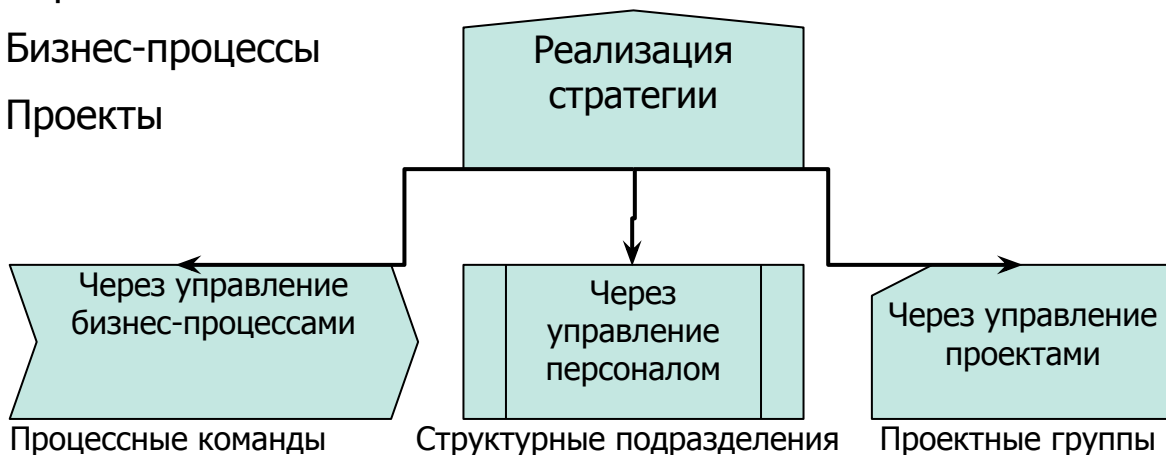 Бизнес-процессы
Проекты
Реализация
стратегии
Через управление
бизнес-процессами
Через
управление
персоналом
Через управление
проектами
Процессные команды
Структурные подразделения
Проектные группы